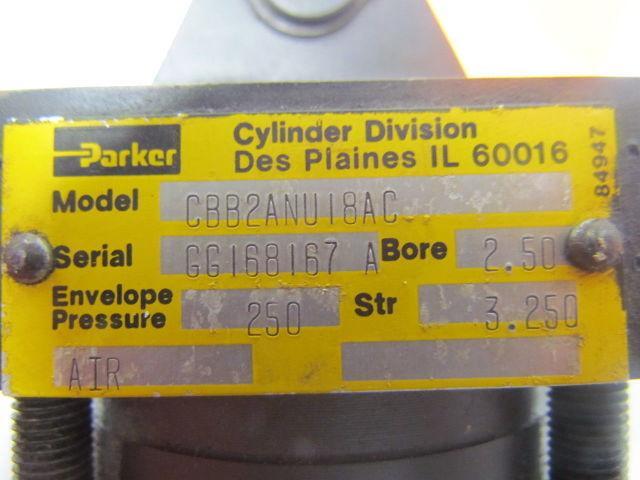 Parker
Cylinder Division
Des Plaines IL 60016
84947
Model CBB2ANU18AC
Serial GG168167 A Bore 2.50
Envelope Pressure 250 Str 3.250
AIR